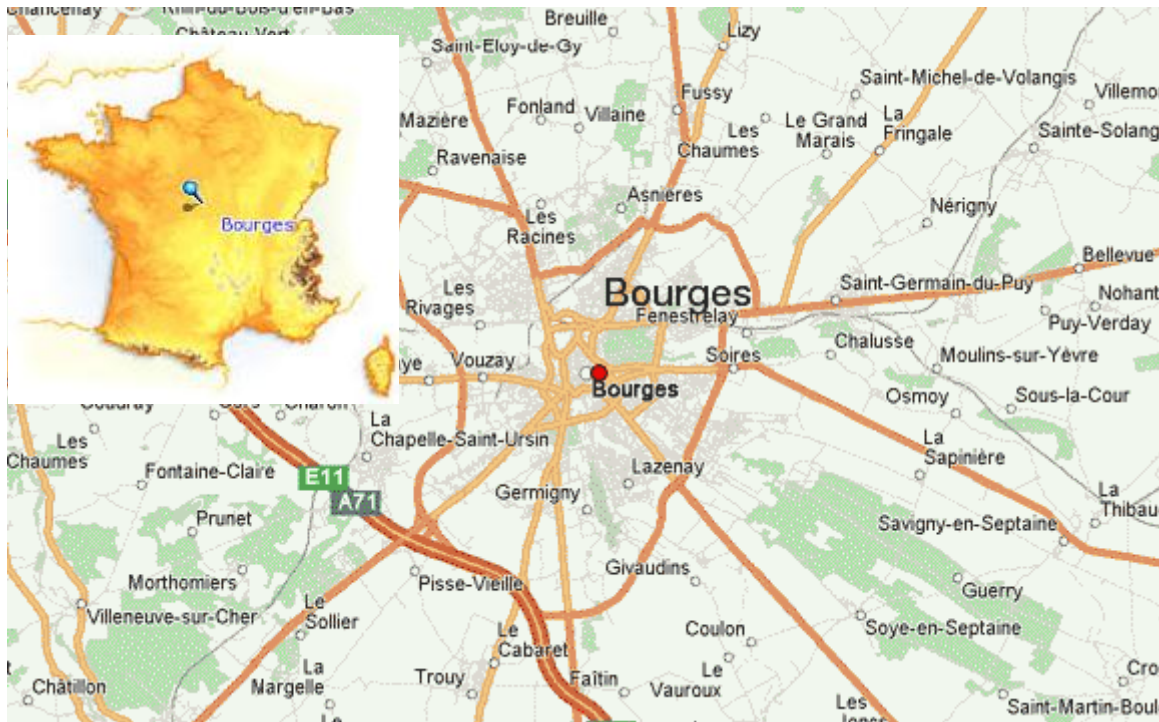 Breuille
Lizy
Saint-Eloy-de-Gy
Saint-Michel-de-Volangis
Fonland
Villaine
Fussy
Mazière
Les
Chaumes
Le Grand
Marais
La
Fringale
Sainte-Solang
Ravenaise
Asnières
Les
Racines
Nérigny
Bourges
Bellevue
Saint-Germain-du-Puy
Les
Rivages
Bourges
Fenestrelay
Nohant
Puy-Verday
Chalusse
Vouzay
Soires
Moulins-sur-Yèvre
Bourges
Osmoy
Sous-la-Cour
La
Chapelle-Saint-Ursin
Les
Chaumes
La
Sapinière
Fontaine-Claire
Lazenay
E11
A71
Germigny
La
Thibau
Prunet
Savigny-en-Septaine
Morthomiers
Pisse-Vieille
Givaudins
Guerry
Villeneuve-sur-Cher
Le
Sollier
Soye-en-Septaine
Le
Cabaret
Coulon
La
Margelle
Trouy
Faîtin
Le
Vauroux
Cro
Châtillon
Le
Les
Saint-Martin-Boul